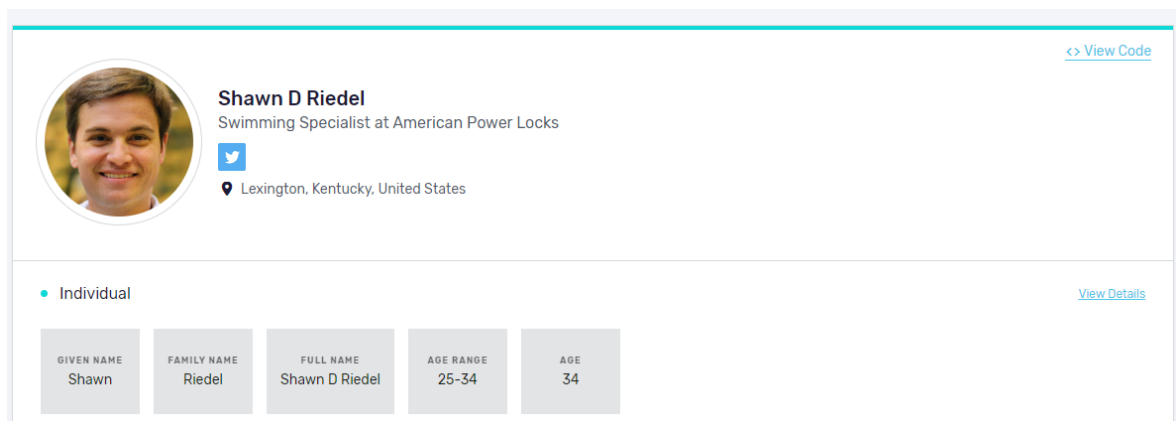 <> View Code
Shawn D Riedel
Swimming Specialist at American Power Locks
Lexington, Kentucky, United States
Individual
View Details
GIVEN NAME
Shawn
FAMILY NAME
Riedel
FULL NAME
Shawn D Riedel
AGE RANGE
25-34
AGE
34